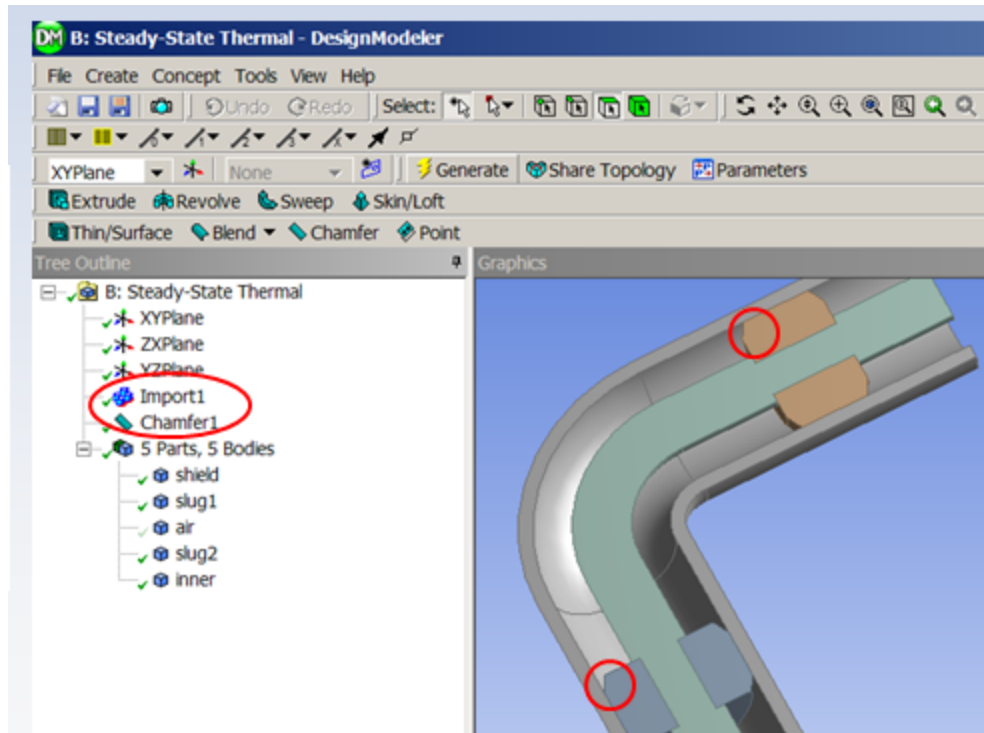 DM B: Steady-State Thermal - DesignModeler
File Create Concept Tools View Help
Undo Redo Select:
XYPlane None Generate Share Topology Parameters
Extrude Revolve Sweep Skin/Loft
Thin/Surface Blend Chamfer Point
Tree Outline
Graphics
B: Steady-State Thermal
XYPlane
ZXPlane
YZPlane
Import1
Chamfer1
5 Parts, 5 Bodies
shield
slug1
air
slug2
inner